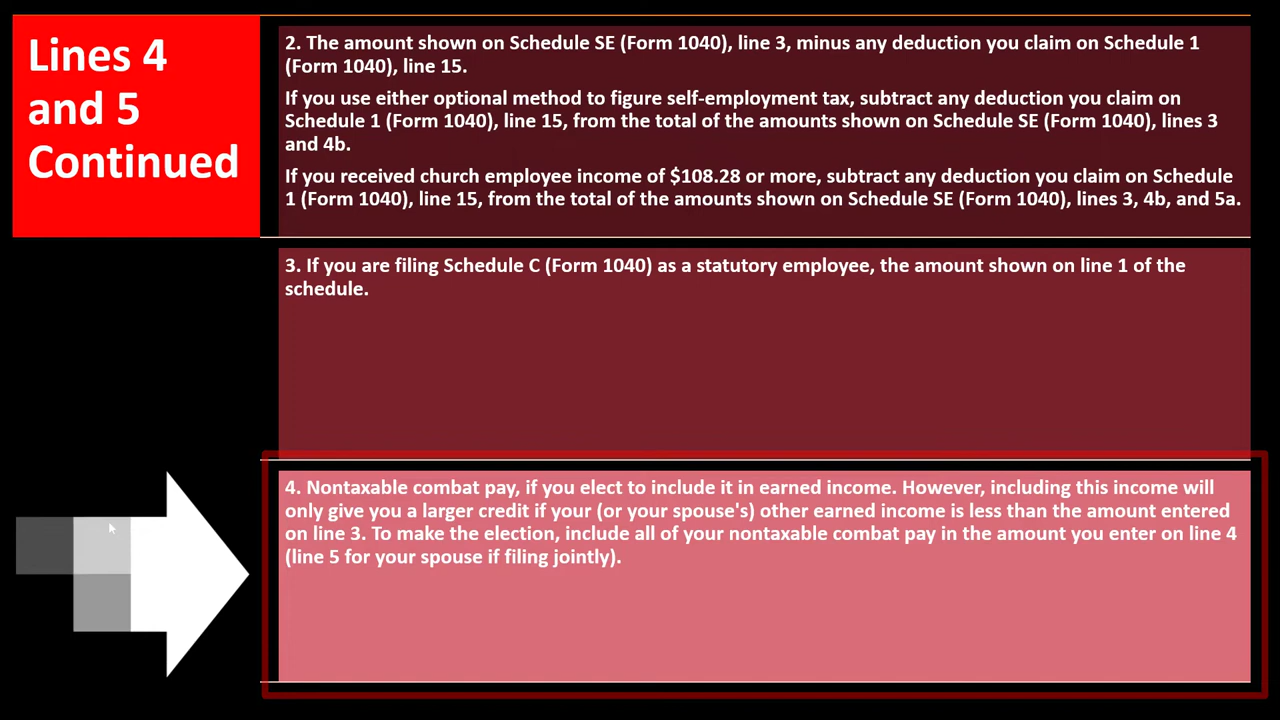 Lines 4
and 5
Continued
2. The amount shown on Schedule SE (Form 1040), line 3, minus any deduction you claim on Schedule 1
(Form 1040), line 15.
If you use either optional method to figure self-employment tax, subtract any deduction you claim on
Schedule 1 (Form 1040), line 15, from the total of the amounts shown on Schedule SE (Form 1040), lines 3
and 4b.
If you received church employee income of $108.28 or more, subtract any deduction you claim on Schedule
1 (Form 1040), line 15, from the total of the amounts shown on Schedule SE (Form 1040), lines 3, 4b, and 5a.
3. If you are filing Schedule C (Form 1040) as a statutory employee, the amount shown on line 1 of the
schedule.
4. Nontaxable combat pay, if you elect to include it in earned income. However, including this income will
only give you a larger credit if your (or your spouse's) other earned income is less than the amount entered
on line 3. To make the election, include all of your nontaxable combat pay in the amount you enter on line 4
(line 5 for your spouse if filing jointly).